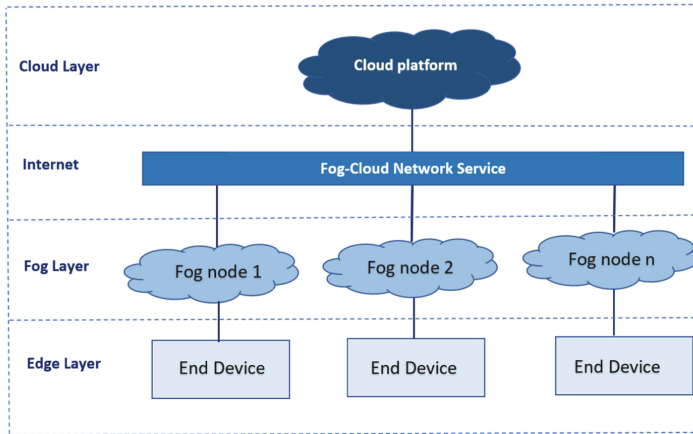 Cloud Layer
Cloud platform
Internet
Fog-Cloud Network Service
Fog Layer
Fog node 1
Fog node 2
Fog node n
Edge Layer
End Device
End Device
End Device